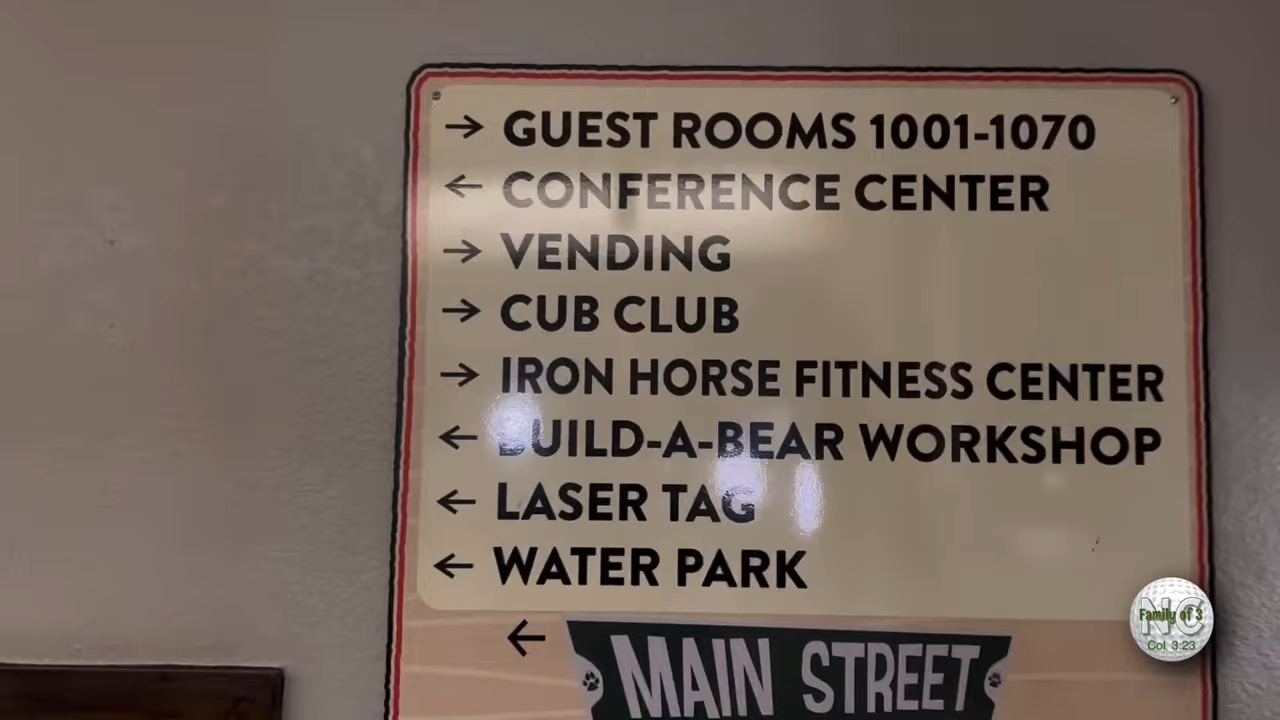 → GUEST ROOMS 1001-1070
← CONFERENCE CENTER
→ VENDING
→ CUB CLUB
→ IRON HORSE FITNESS CENTER
← BUILD-A-BEAR WORKSHOP
← LASER TAG
← WATER PARK
← MAIN STREET
NC
Family of 3
Col 3:23